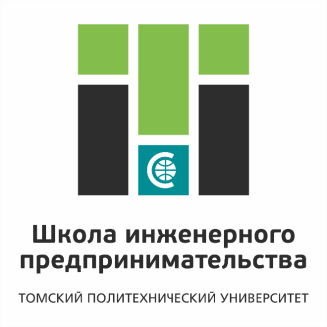 Школа инженерного
предпринимательства
ТОМСКИЙ ПОЛИТЕХНИЧЕСКИЙ УНИВЕРСИТЕТ